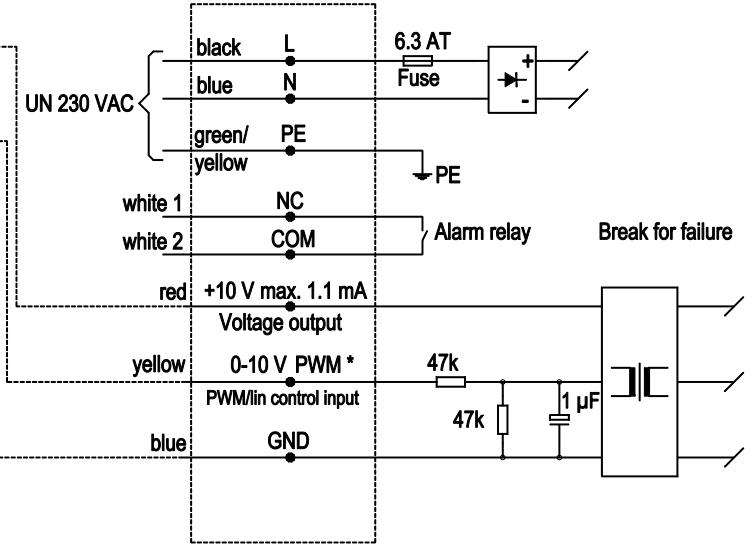 black L 6.3 AT
Fuse
+
-
blue N
UN 230 VAC
green/
yellow
PE
PE
white 1 NC
white 2 COM
Alarm relay Break for failure
red +10 V max. 1.1 mA
Voltage output
yellow 0-10 V PWM * 47k
PWM/lin control input
47k 1 µF
blue GND